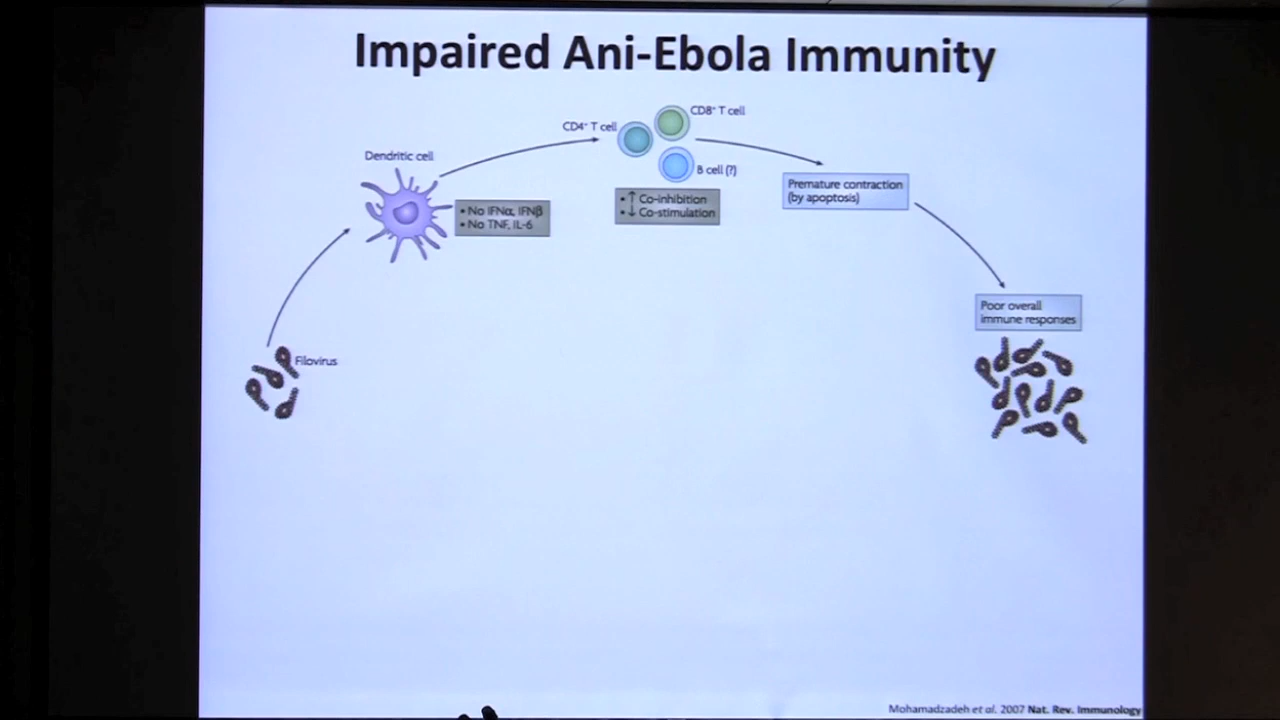 Impaired Ani-Ebola Immunity
CD8⁺ T cell
CD4⁺ T cell
Dendritic cell
B cell (?)
• No IFNα, IFNβ
• No TNF, IL-6
• ↑ Co-inhibition
• ↓ Co-stimulation
Premature contraction
(by apoptosis)
Poor overall
immune responses
Filovirus
Mohamadzadeh et al. 2007 Nat. Rev. Immunology